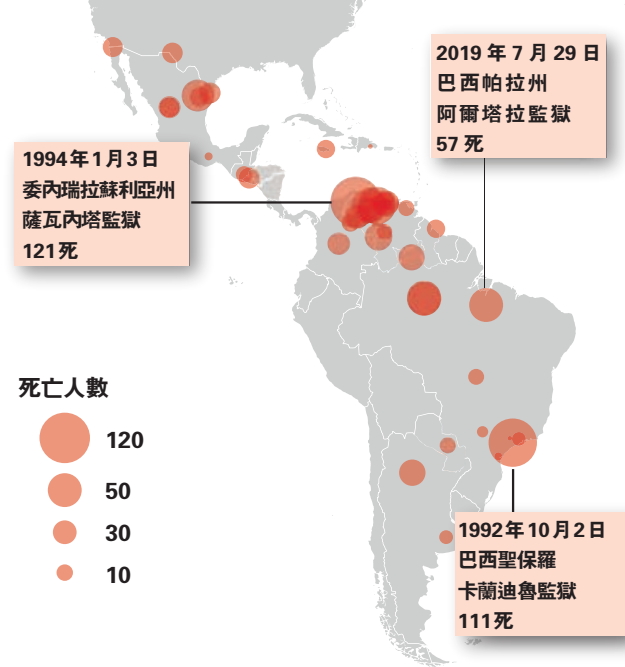 2019年7月29日
巴西帕拉州
阿爾塔拉監獄
57死
1994年1月3日
委內瑞拉蘇利亞州
薩瓦內塔監獄
121死
死亡人數
120
50
30
10
1992年10月2日
巴西聖保羅
卡蘭迪魯監獄
111死